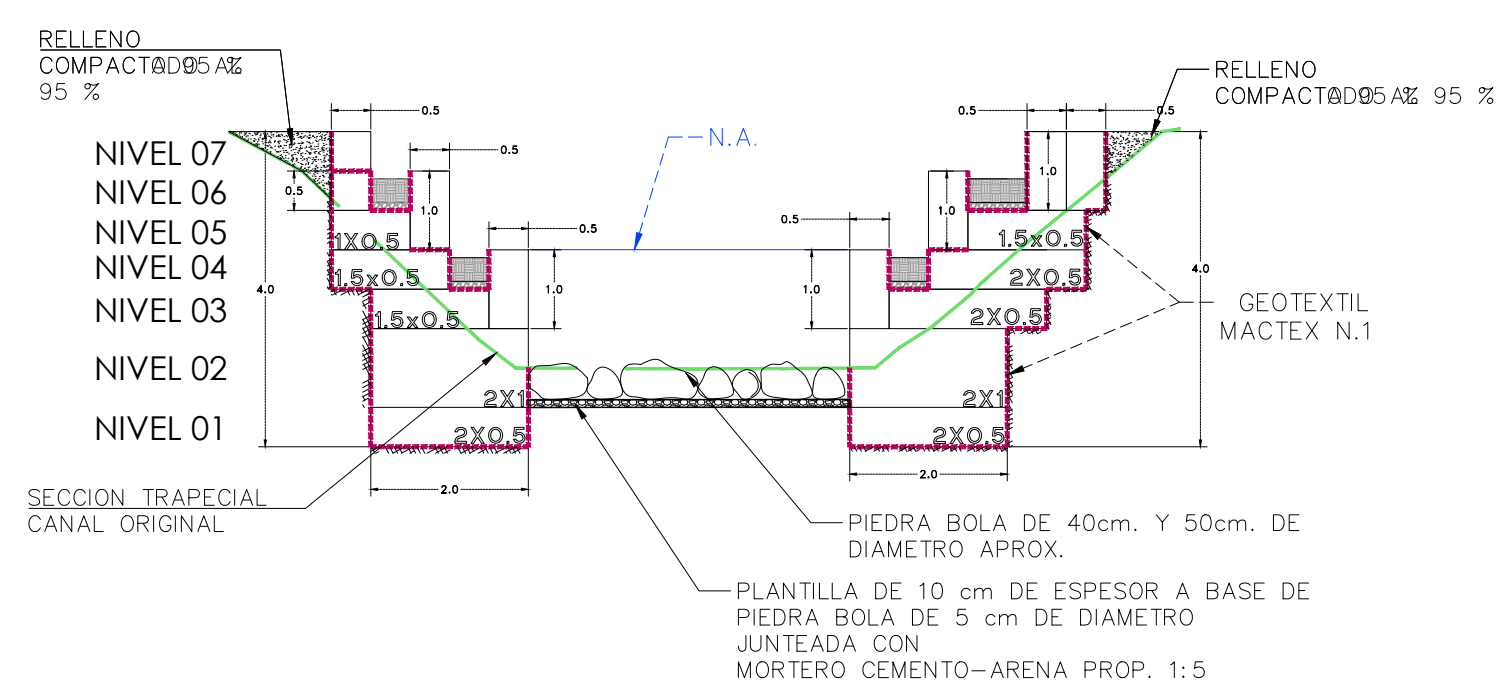 RELLENO
COMPACTADO AL
95 %
RELLENO
COMPACTADO AL 95 %
0.5
0.5
0.5
0.5
N.A.
NIVEL 07
0.5
1.0
NIVEL 06
0.5
1.0
1.0
NIVEL 05
0.5
0.5
1X0.5
1.5x0.5
NIVEL 04
1.5x0.5
2X0.5
4.0
4.0
1.0
1.0
NIVEL 03
1.5x0.5
2X0.5
GEOTEXTIL
MACTEX N.1
NIVEL 02
2X1
2X1
NIVEL 01
2X0.5
2X0.5
2.0
2.0
SECCION TRAPECIAL
CANAL ORIGINAL
PIEDRA BOLA DE 40cm. Y 50cm. DE
DIAMETRO APROX.
PLANTILLA DE 10 cm DE ESPESOR A BASE DE
PIEDRA BOLA DE 5 cm DE DIAMETRO
JUNTEADA CON
MORTERO CEMENTO-ARENA PROP. 1:5